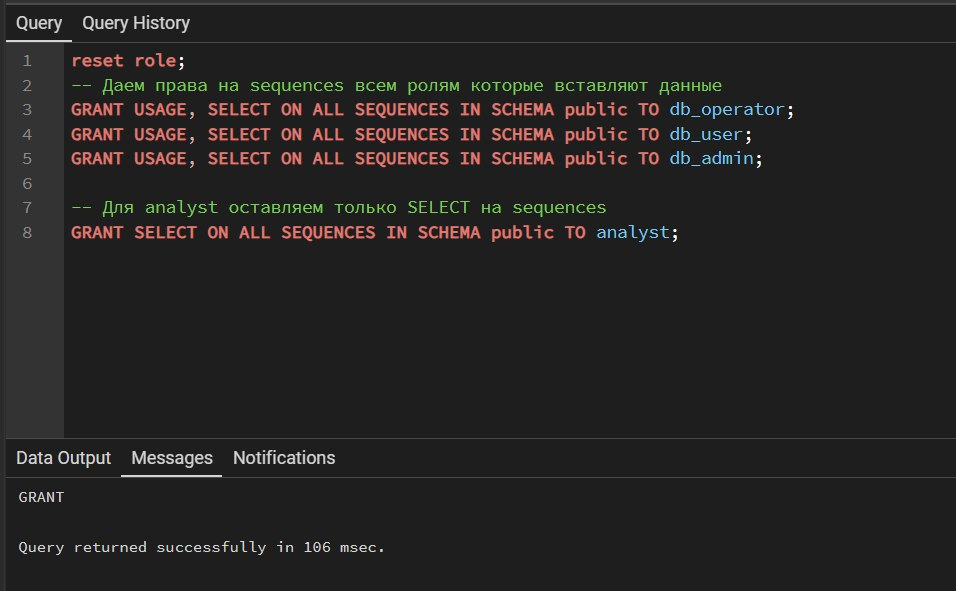 Query Query History
1 reset role;
2 -- Даем права на sequences всем ролям которые вставляют данные
3 GRANT USAGE, SELECT ON ALL SEQUENCES IN SCHEMA public TO db_operator;
4 GRANT USAGE, SELECT ON ALL SEQUENCES IN SCHEMA public TO db_user;
5 GRANT USAGE, SELECT ON ALL SEQUENCES IN SCHEMA public TO db_admin;
6
7 -- Для analyst оставляем только SELECT на sequences
8 GRANT SELECT ON ALL SEQUENCES IN SCHEMA public TO analyst;
Data Output Messages Notifications
GRANT
Query returned successfully in 106 msec.